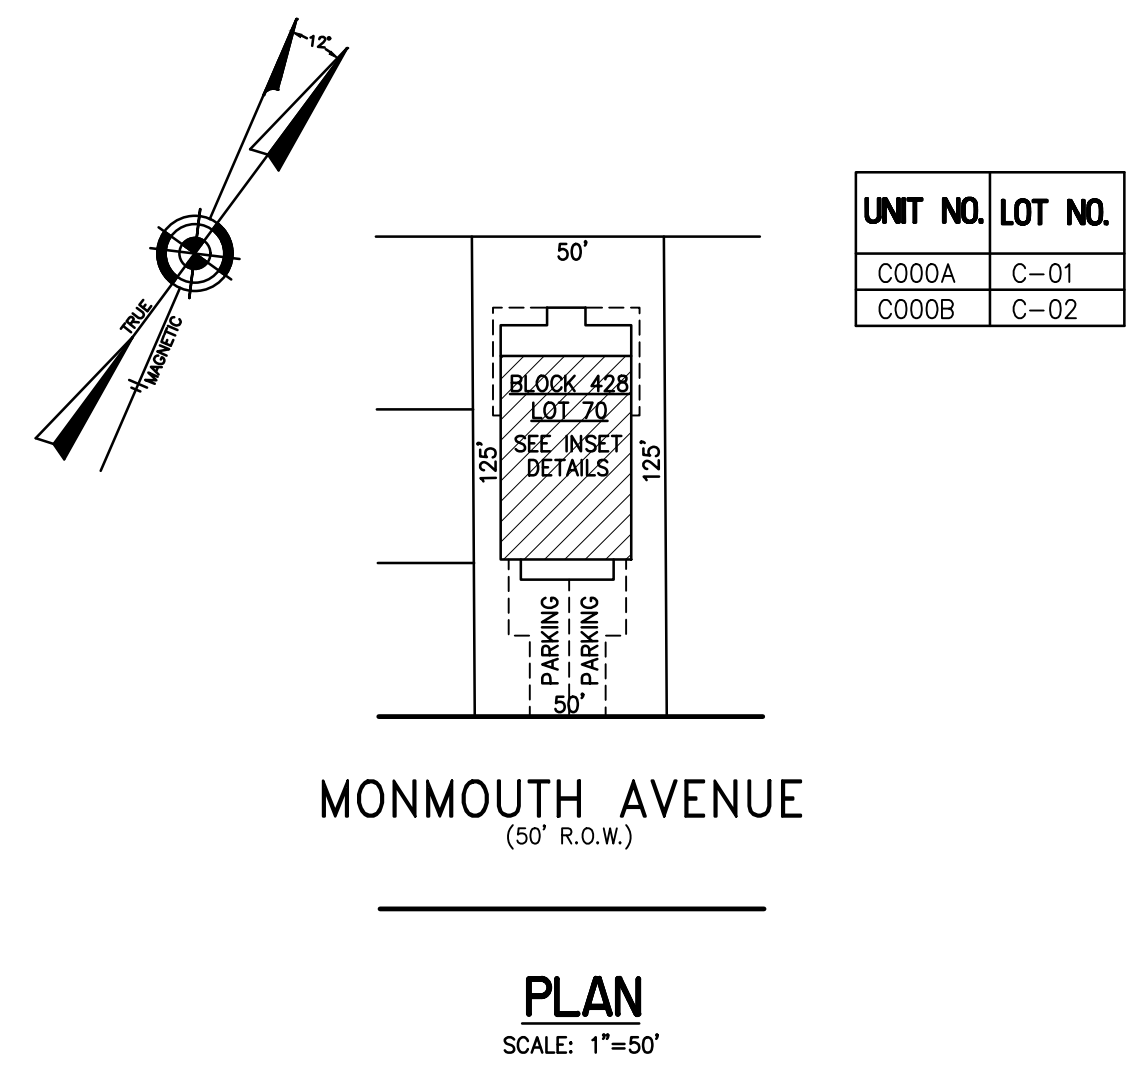 12°
TRUE
MAGNETIC
UNIT NO. LOT NO.
C000A C-01
C000B C-02
50'
BLOCK 428
LOT 70
SEE INSET
DETAILS
125'
125'
PARKING
PARKING
50'
MONMOUTH AVENUE
(50' R.O.W.)
PLAN
SCALE: 1"=50'